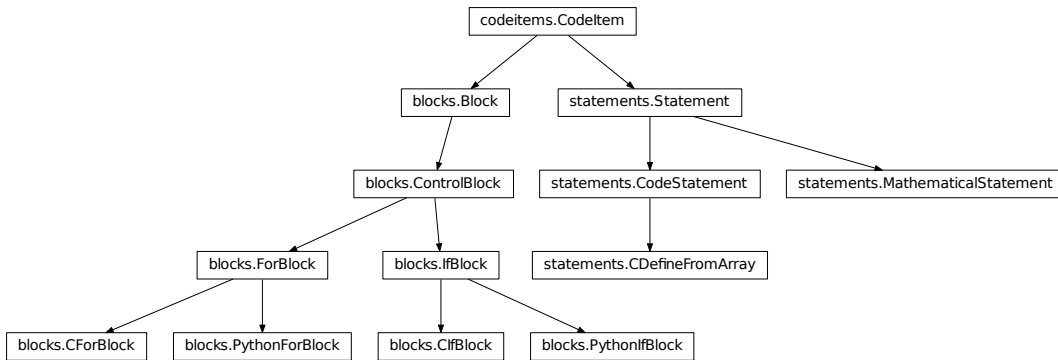 codeitems.CodeItem
blocks.Block
statements.Statement
blocks.ControlBlock
statements.CodeStatement
statements.MathematicalStatement
blocks.ForBlock
blocks.IfBlock
statements.CDefineFromArray
blocks.CForBlock
blocks.PythonForBlock
blocks.CIfBlock
blocks.PythonIfBlock